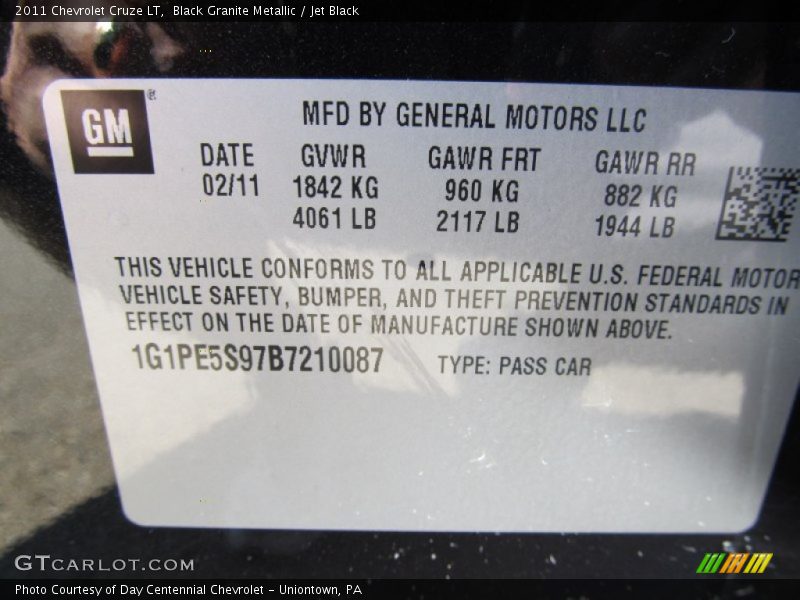 2011 Chevrolet Cruze LT, Black Granite Metallic / Jet Black
GM ®
MFD BY GENERAL MOTORS LLC
DATE GVWR GAWR FRT GAWR RR
02/11 1842 KG 960 KG 882 KG
4061 LB 2117 LB 1944 LB
THIS VEHICLE CONFORMS TO ALL APPLICABLE U.S. FEDERAL MOTOR
VEHICLE SAFETY, BUMPER, AND THEFT PREVENTION STANDARDS IN
EFFECT ON THE DATE OF MANUFACTURE SHOWN ABOVE.
1G1PE5S97B7210087 TYPE: PASS CAR
GTCARLOT.COM
Photo Courtesy of Day Centennial Chevrolet - Uniontown, PA